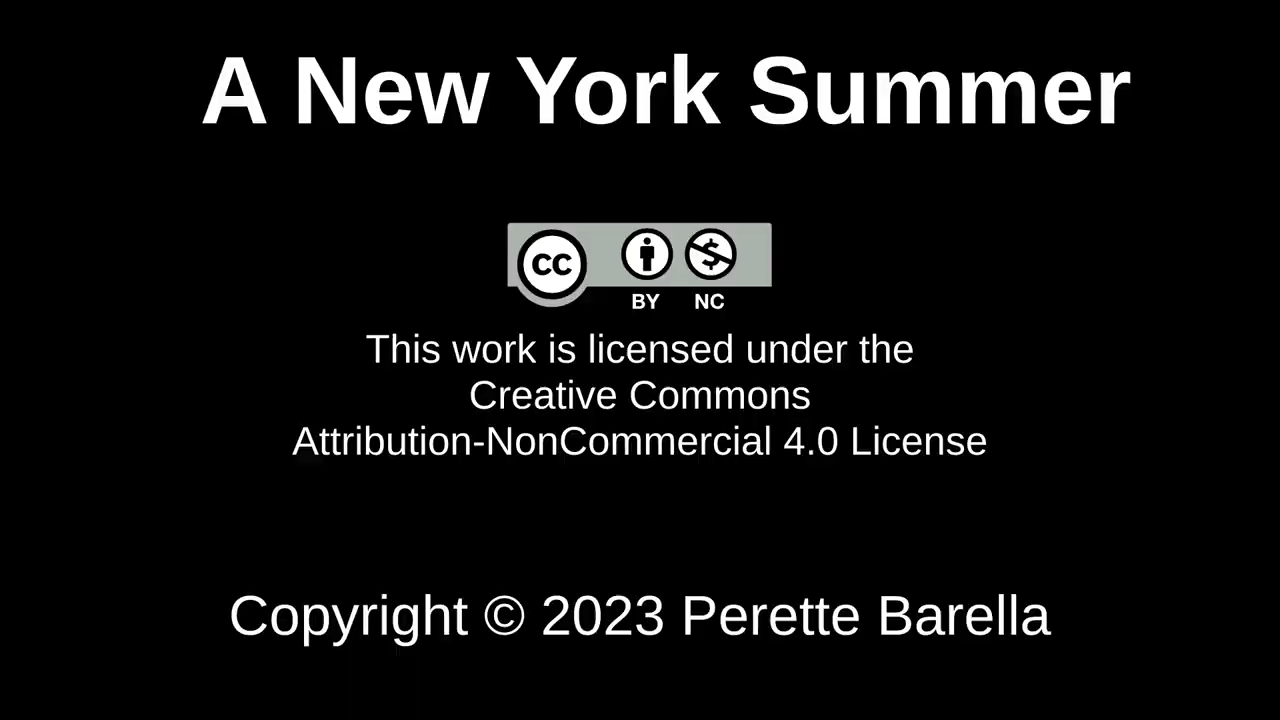 A New York Summer
CC
BY NC
This work is licensed under the
Creative Commons
Attribution-NonCommercial 4.0 License
Copyright © 2023 Perette Barella